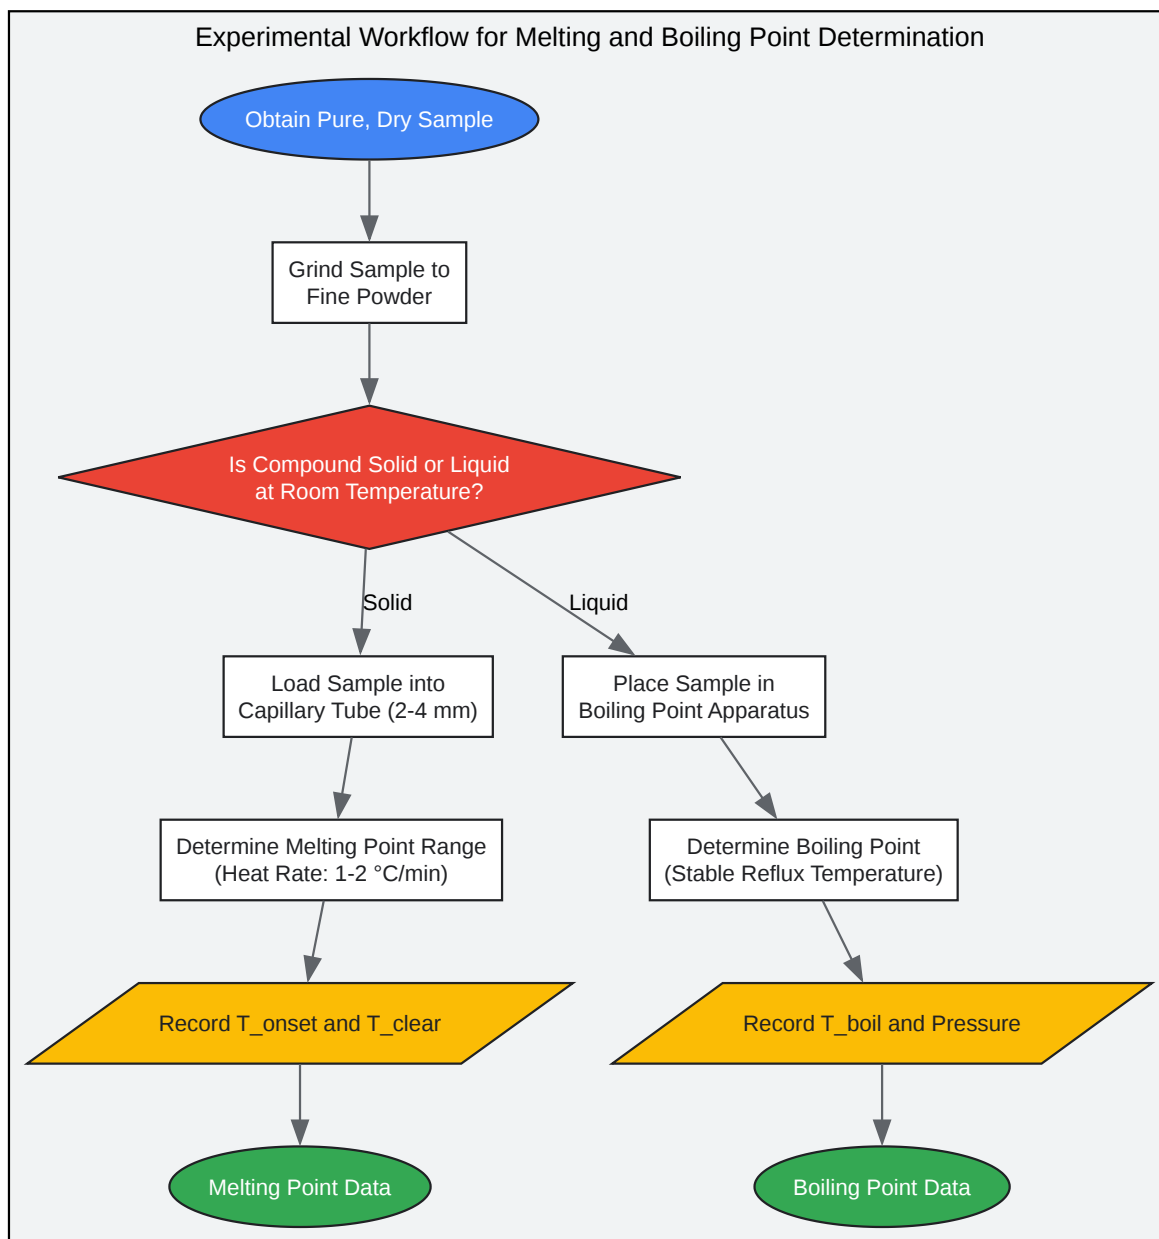 Experimental Workflow for Melting and Boiling Point Determination
Obtain Pure, Dry Sample
Grind Sample to
Fine Powder
Is Compound Solid or Liquid
at Room Temperature?
Solid
Liquid
Load Sample into
Capillary Tube (2-4 mm)
Place Sample in
Boiling Point Apparatus
Determine Melting Point Range
(Heat Rate: 1-2 °C/min)
Determine Boiling Point
(Stable Reflux Temperature)
Record T_onset and T_clear
Record T_boil and Pressure
Melting Point Data
Boiling Point Data